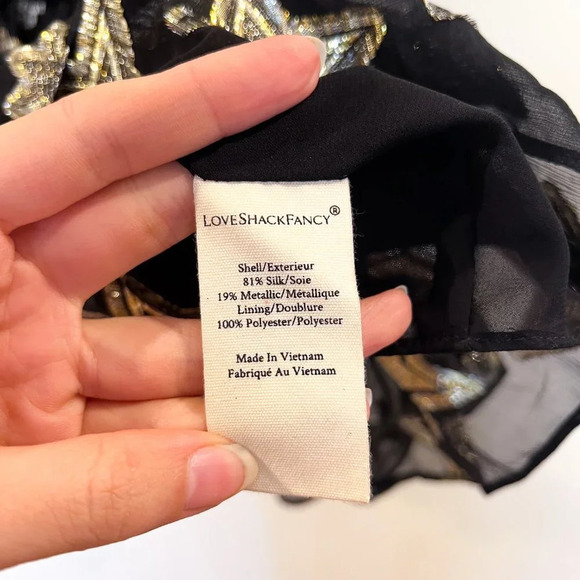 LOVESHACKFANCY®
Shell/Exterieur
81% Silk/Soie
19% Metallic/Métallique
Lining/Doublure
100% Polyester/Polyester
Made In Vietnam
Fabriqué Au Vietnam